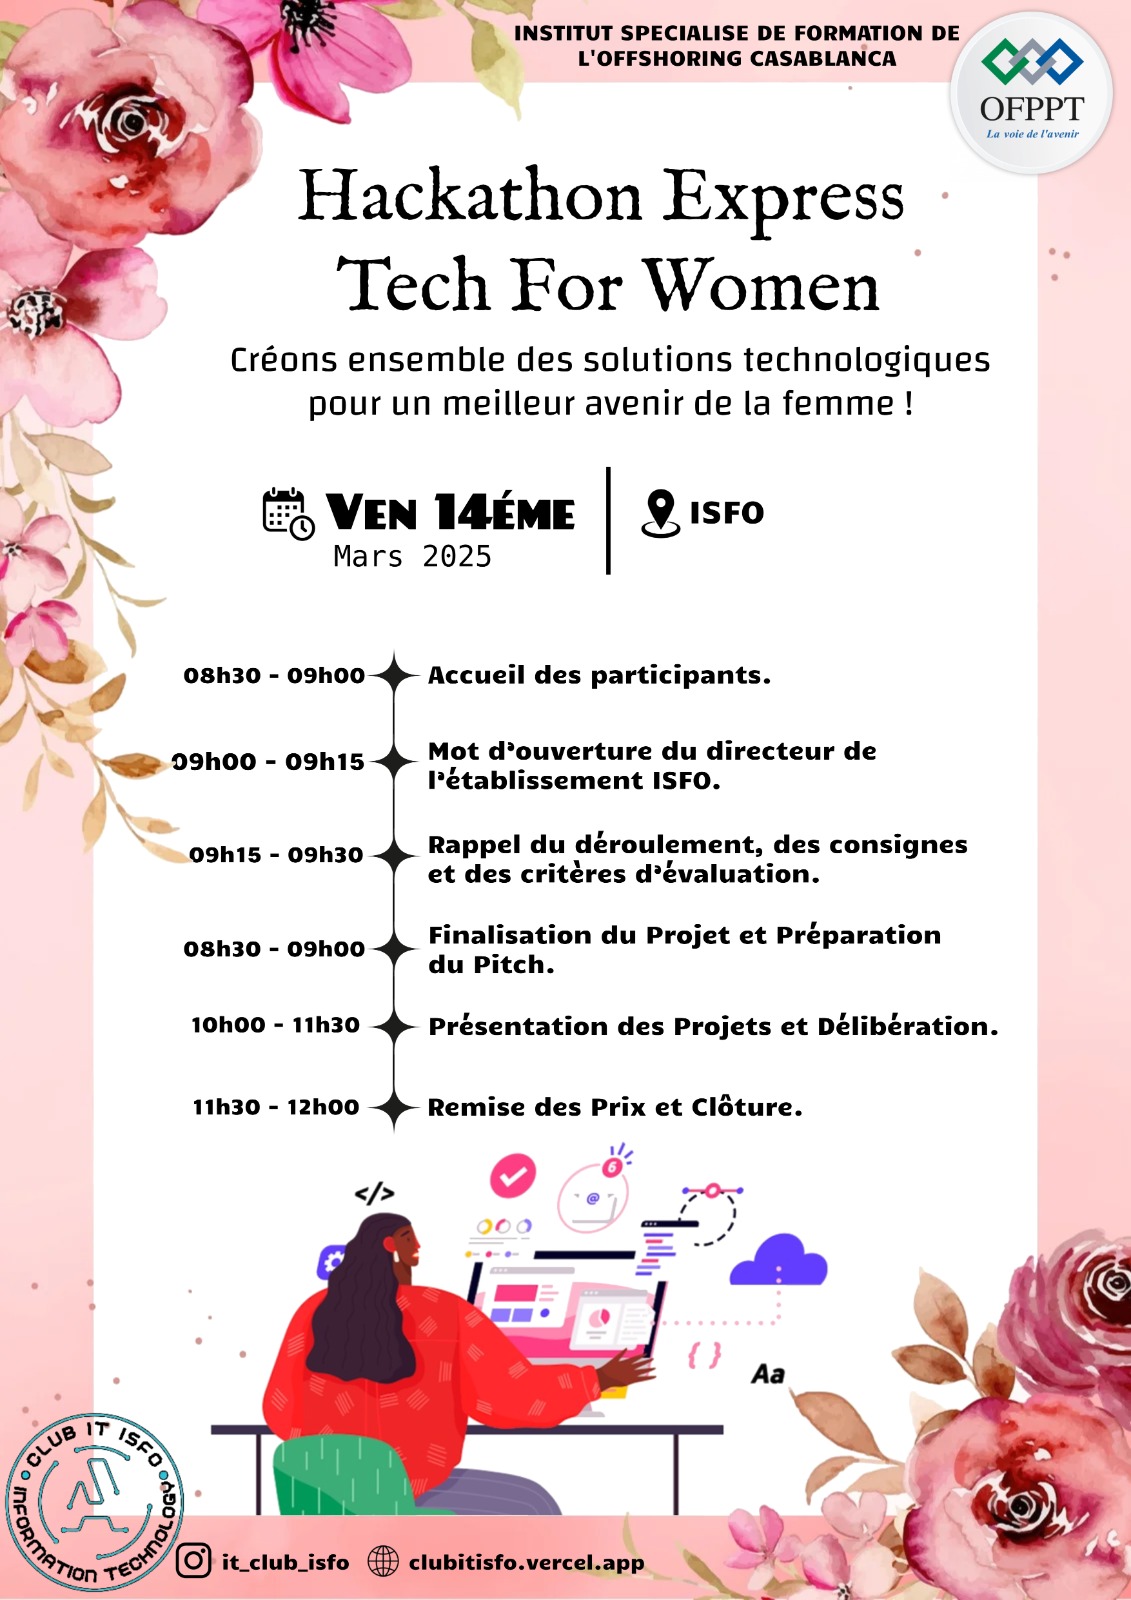 INSTITUT SPECIALISE DE FORMATION DE
L'OFFSHORING CASABLANCA
OFPPT
La voie de l'avenir
Hackathon Express
Tech For Women
Créons ensemble des solutions technologiques
pour un meilleur avenir de la femme !
VEN 14ÉME
Mars 2025
ISFO
08h30 - 09h00 Accueil des participants.
09h00 - 09h15 Mot d'ouverture du directeur de
l'établissement ISFO.
09h15 - 09h30 Rappel du déroulement, des consignes
et des critères d'évaluation.
08h30 - 09h00 Finalisation du Projet et Préparation
du Pitch.
10h00 - 11h30 Présentation des Projets et Délibération.
11h30 - 12h00 Remise des Prix et Clôture.
</>
6
@
{ }
Aa
CLUB IT ISFO
INFORMATION TECHNOLOGY
it_club_isfo clubitisfo.vercel.app